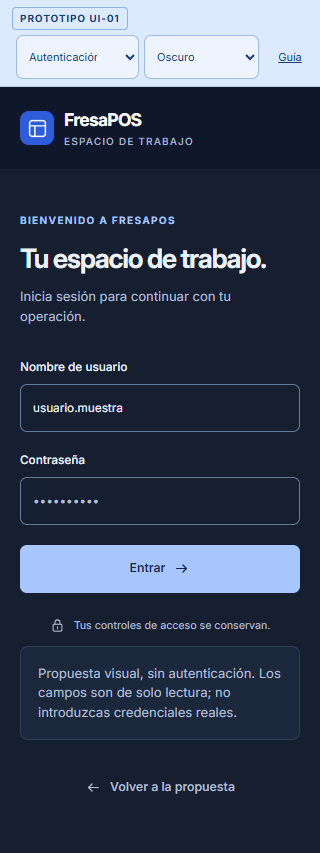 PROTOTIPO UI-01
Autenticación
Oscuro
Guía
FresaPOS
ESPACIO DE TRABAJO
BIENVENIDO A FRESAPOS
Tu espacio de trabajo.
Inicia sesión para continuar con tu
operación.
Nombre de usuario
usuario.muestra
Contraseña
••••••••••
Entrar →
Tus controles de acceso se conservan.
Propuesta visual, sin autenticación. Los
campos son de solo lectura; no
introduzcas credenciales reales.
← Volver a la propuesta